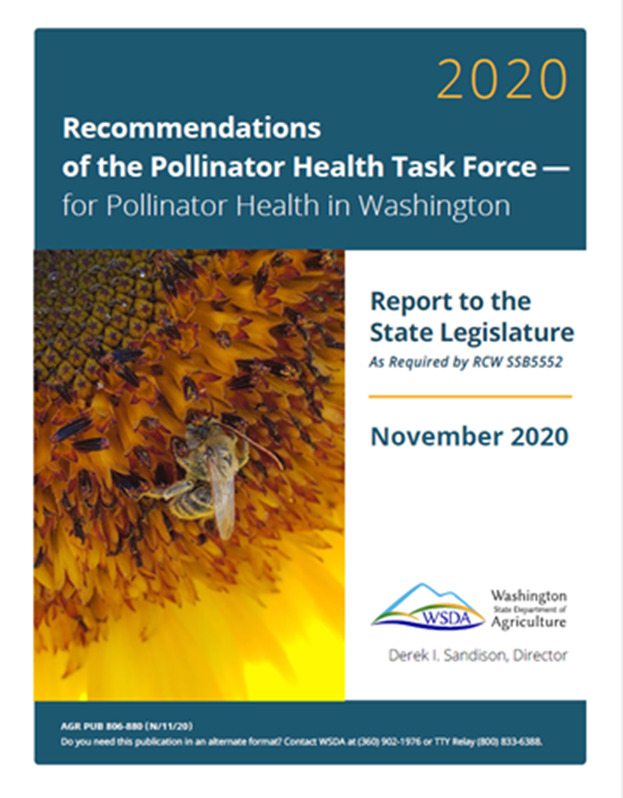 2020
Recommendations
of the Pollinator Health Task Force —
for Pollinator Health in Washington
Report to the
State Legislature
As Required by RCW SSB5552
November 2020
WSDA
Washington
State Department of
Agriculture
Derek I. Sandison, Director
AGR PUB 806-880 (N/11/20)
Do you need this publication in an alternate format? Contact WSDA at (360) 902-1976 or TTY Relay (800) 833-6388.